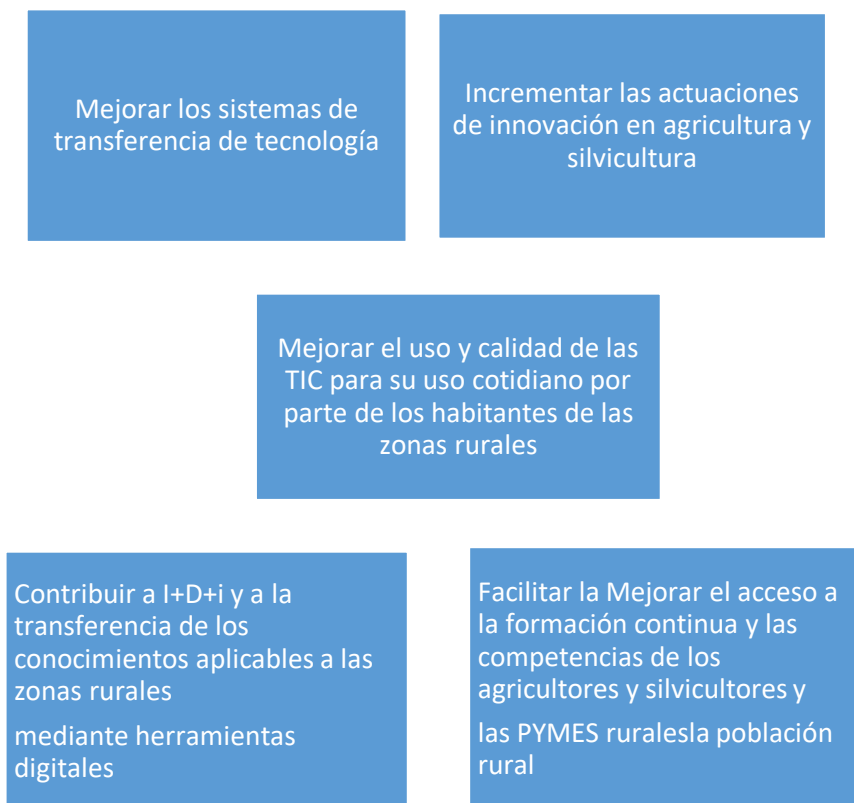 Mejorar los sistemas de
transferencia de tecnología
Incrementar las actuaciones
de innovación en agricultura y
silvicultura
Mejorar el uso y calidad de las
TIC para su uso cotidiano por
parte de los habitantes de las
zonas rurales
Contribuir a I+D+i y a la
transferencia de los
conocimientos aplicables a las
zonas rurales
mediante herramientas
digitales
Facilitar la Mejorar el acceso a
la formación continua y las
competencias de los
agricultores y silvicultores y
las PYMES ruralesla población
rural